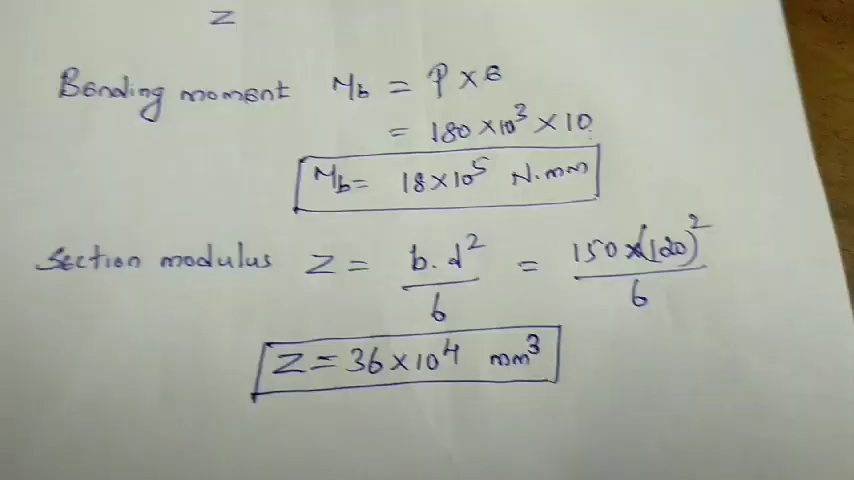 Z
Bending moment Mb = P × e
= 180 × 10³ × 10
Mb = 18 × 10⁵ N.mm
Section modulus Z = b.d²/6 = 150×(120)²/6
Z = 36 × 10⁴ mm³